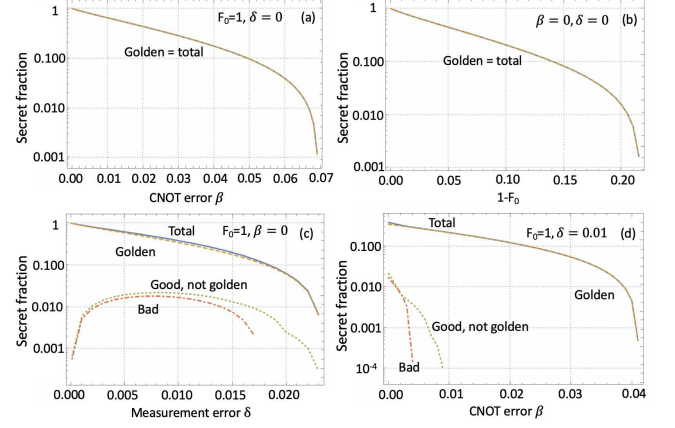 F₀=1, δ = 0 (a)
1
0.100
0.010
0.001
Secret fraction
Golden = total
0.00 0.01 0.02 0.03 0.04 0.05 0.06 0.07
CNOT error β
β = 0, δ = 0 (b)
1
0.100
0.010
0.001
Secret fraction
Golden = total
0.00 0.05 0.10 0.15 0.20
1-F₀
F₀=1, β = 0 (c)
1
0.100
0.010
0.001
Secret fraction
Total
Golden
Good, not golden
Bad
0.000 0.005 0.010 0.015 0.020
Measurement error δ
F₀=1, δ = 0.01 (d)
0.100
0.010
0.001
10⁻⁴
Secret fraction
Total
Golden
Good, not golden
Bad
0.00 0.01 0.02 0.03 0.04
CNOT error β